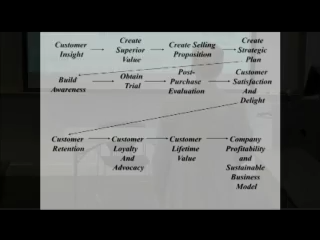 Customer Insight
Create Superior Value
Create Selling Proposition
Create Strategic Plan
Build Awareness
Obtain Trial
Post-Purchase Evaluation
Customer Satisfaction And Delight
Customer Retention
Customer Loyalty And Advocacy
Customer Lifetime Value
Company Profitability and Sustainable Business Model